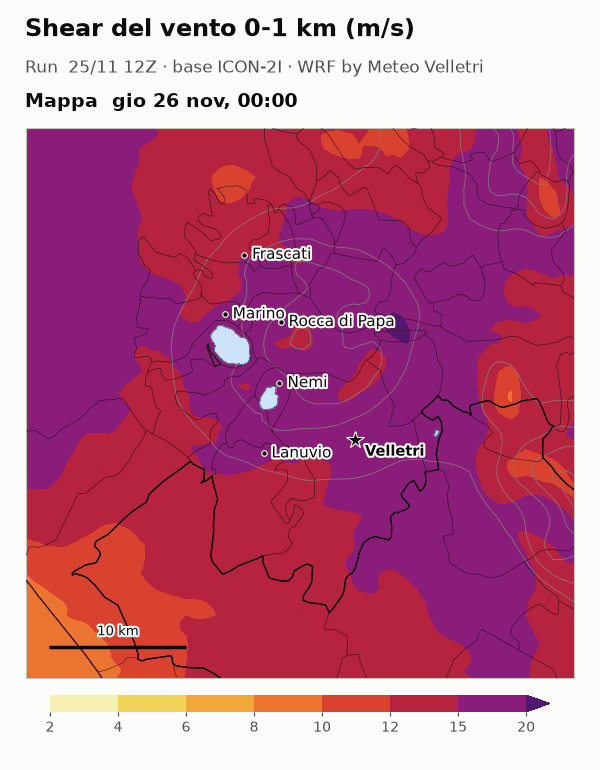 Shear del vento 0-1 km (m/s)
Run  25/11 12Z · base ICON-2I · WRF by Meteo Velletri
Mappa  gio 26 nov, 00:00
Frascati
Marino
Rocca di Papa
Nemi
Velletri
Lanuvio
10 km
2 4 6 8 10 12 15 20